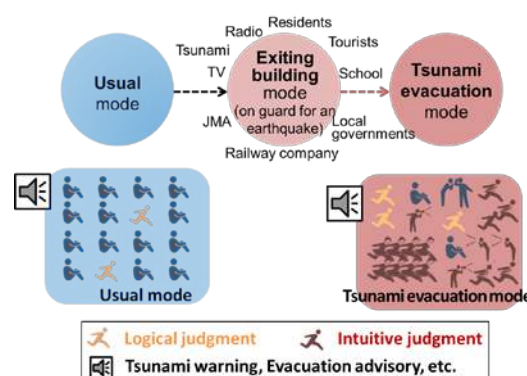 Residents
Radio
Tourists
Tsunami
Usual
mode
TV
Exiting
building
mode
(on guard for an
earthquake)
School
Tsunami
evacuation
mode
JMA
Local
governments
Railway company
Usual mode
Tsunami evacuation mode
Logical judgment
Intuitive judgment
Tsunami warning, Evacuation advisory, etc.